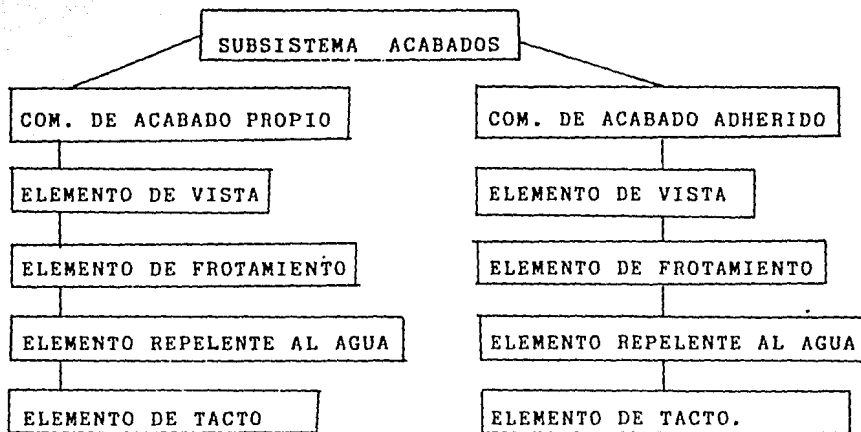 SUBSISTEMA ACABADOS
COM. DE ACABADO PROPIO
ELEMENTO DE VISTA
ELEMENTO DE FROTAMIENTO
ELEMENTO REPELENTE AL AGUA
ELEMENTO DE TACTO
COM. DE ACABADO ADHERIDO
ELEMENTO DE VISTA
ELEMENTO DE FROTAMIENTO
ELEMENTO REPELENTE AL AGUA
ELEMENTO DE TACTO.